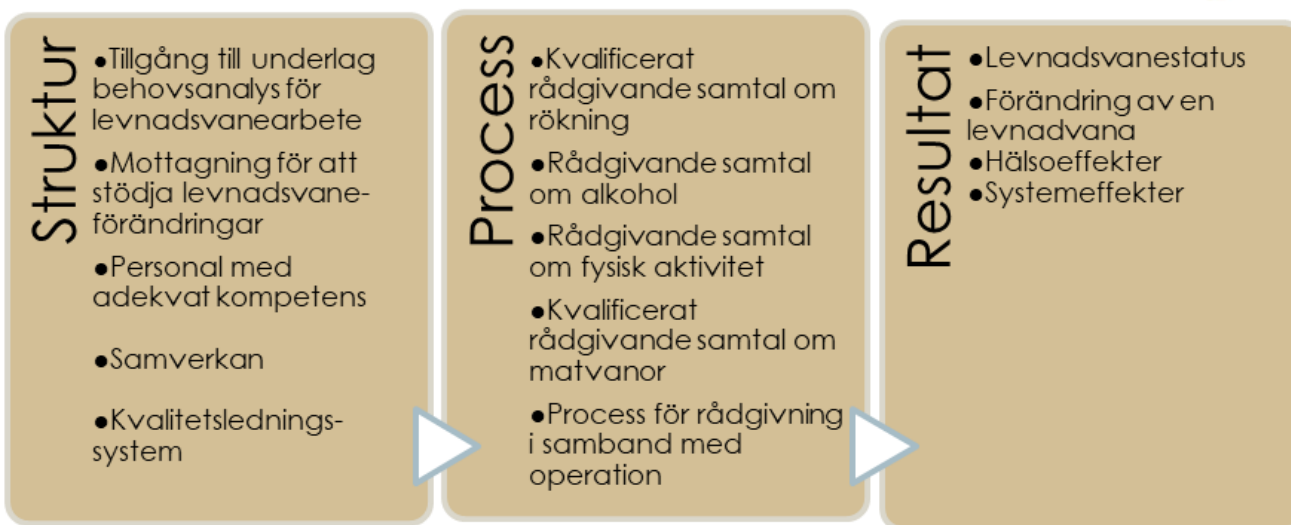 Struktur
●Tillgång till underlag
behovsanalys för
levnadsvanearbete
●Mottagning för att
stödja levnadsvane-
förändringar
●Personal med
adekvat kompetens
●Samverkan
●Kvalitetslednings-
system
Process
●Kvalificerat
rådgivande samtal om
rökning
●Rådgivande samtal
om alkohol
●Rådgivande samtal
om fysisk aktivitet
●Kvalificerat
rådgivande samtal om
matvanor
●Process för rådgivning
i samband med
operation
Resultat
●Levnadsvanestatus
●Förändring av en
levnadvana
●Hälsoeffekter
●Systemeffekter